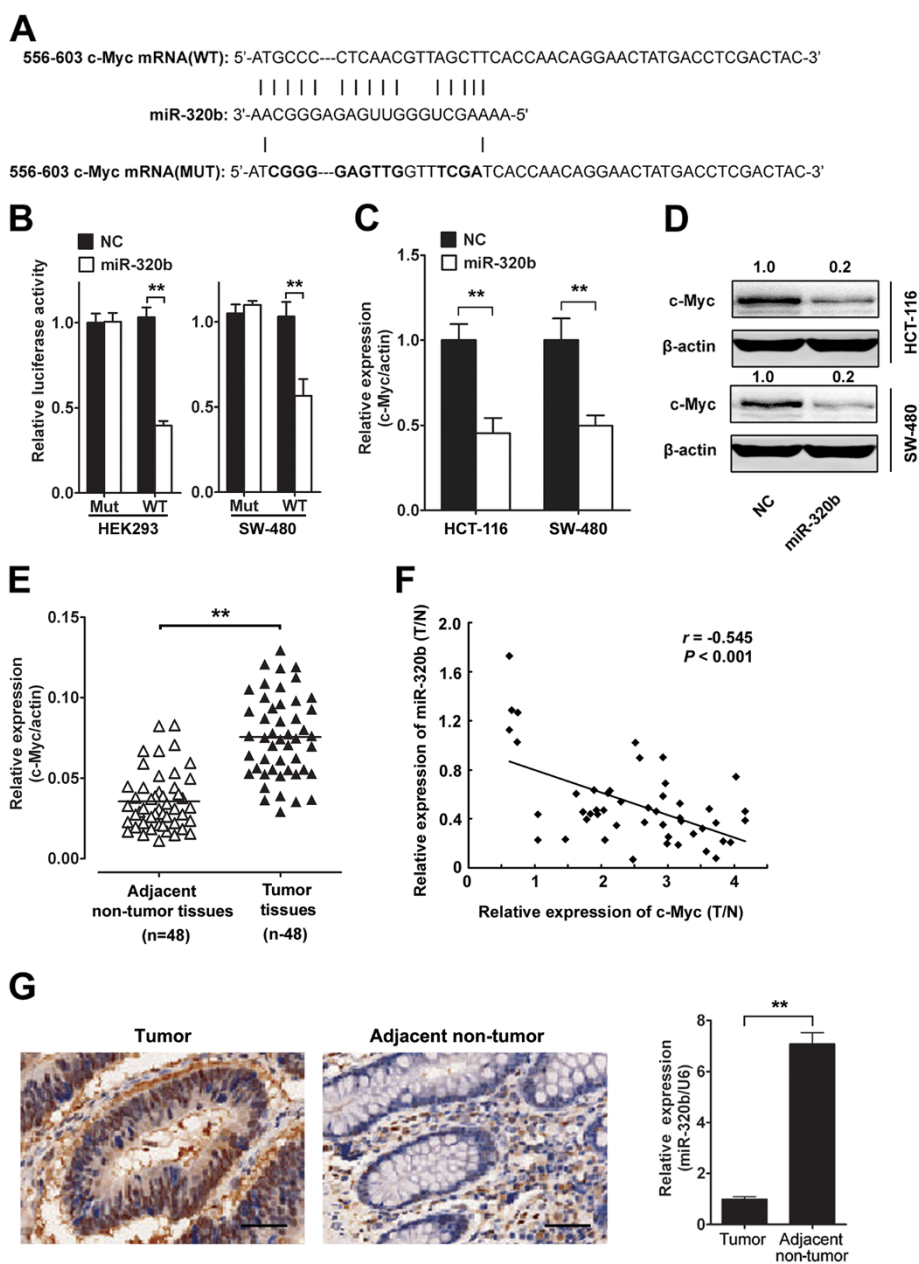 A
556-603 c-Myc mRNA(WT): 5'-ATGCCC---CTCAACGTTAGCTTCACCAACAGGAACTATGACCTCGACTAC-3'
miR-320b: 3'-AACGGGAGAGUUGGGUCGAAAA-5'
556-603 c-Myc mRNA(MUT): 5'-ATCGGG---GAGTTGGTTTCGATCACCAACAGGAACTATGACCTCGACTAC-3'
B
NC
miR-320b
Relative luciferase activity
1.0
0.5
0.0
**
Mut WT
HEK293
1.0
0.5
0.0
**
Mut WT
SW-480
C
NC
miR-320b
Relative expression
(c-Myc/actin)
1.5
1.0
0.5
0.0
**
**
HCT-116
SW-480
D
1.0 0.2
c-Myc
β-actin
HCT-116
1.0 0.2
c-Myc
β-actin
SW-480
NC
miR-320b
E
Relative expression
(c-Myc/actin)
0.15
0.10
0.05
0.00
**
Adjacent
non-tumor tissues
(n=48)
Tumor
tissues
(n-48)
F
Relative expression of miR-320b (T/N)
2.0
1.6
1.2
0.8
0.4
0
r = -0.545
P < 0.001
0 1 2 3 4
Relative expression of c-Myc (T/N)
G
Tumor
Adjacent non-tumor
Relative expression
(miR-320b/U6)
8
6
4
2
0
**
Tumor
Adjacent
non-tumor